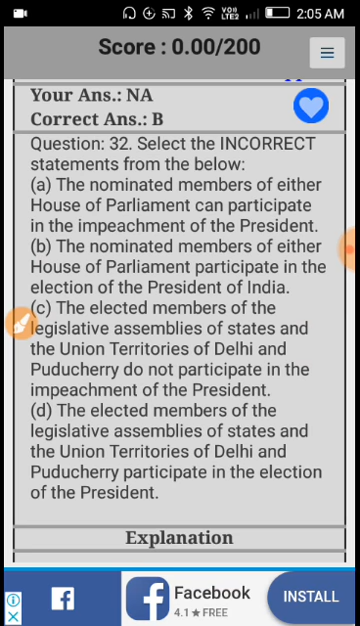 VoLTE
LTE2
2:05 AM
Score : 0.00/200
Your Ans.: NA
Correct Ans.: B
Question: 32. Select the INCORRECT
statements from the below:
(a) The nominated members of either
House of Parliament can participate
in the impeachment of the President.
(b) The nominated members of either
House of Parliament participate in the
election of the President of India.
(c) The elected members of the
legislative assemblies of states and
the Union Territories of Delhi and
Puducherry do not participate in the
impeachment of the President.
(d) The elected members of the
legislative assemblies of states and
the Union Territories of Delhi and
Puducherry participate in the election
of the President.
Explanation
Facebook
4.1★ FREE
INSTALL